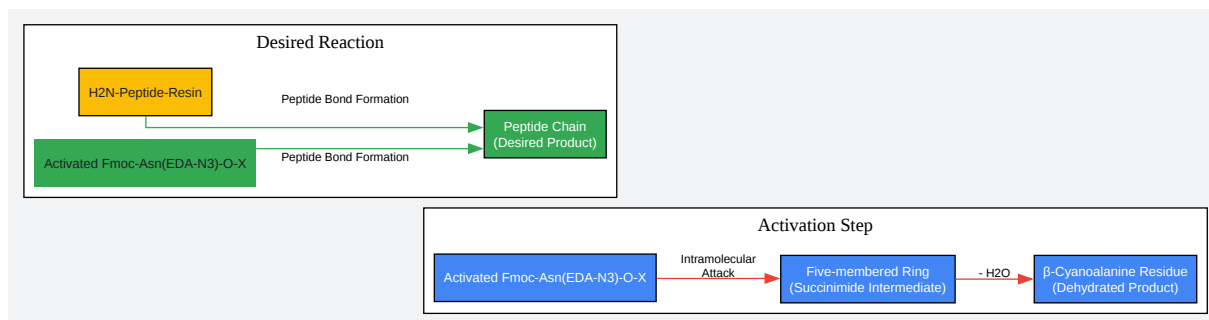 Desired Reaction
H2N-Peptide-Resin
Peptide Bond Formation
Peptide Chain
(Desired Product)
Activated Fmoc-Asn(EDA-N3)-O-X
Peptide Bond Formation
Activation Step
Activated Fmoc-Asn(EDA-N3)-O-X
Intramolecular
Attack
Five-membered Ring
(Succinimide Intermediate)
- H2O
β-Cyanoalanine Residue
(Dehydrated Product)